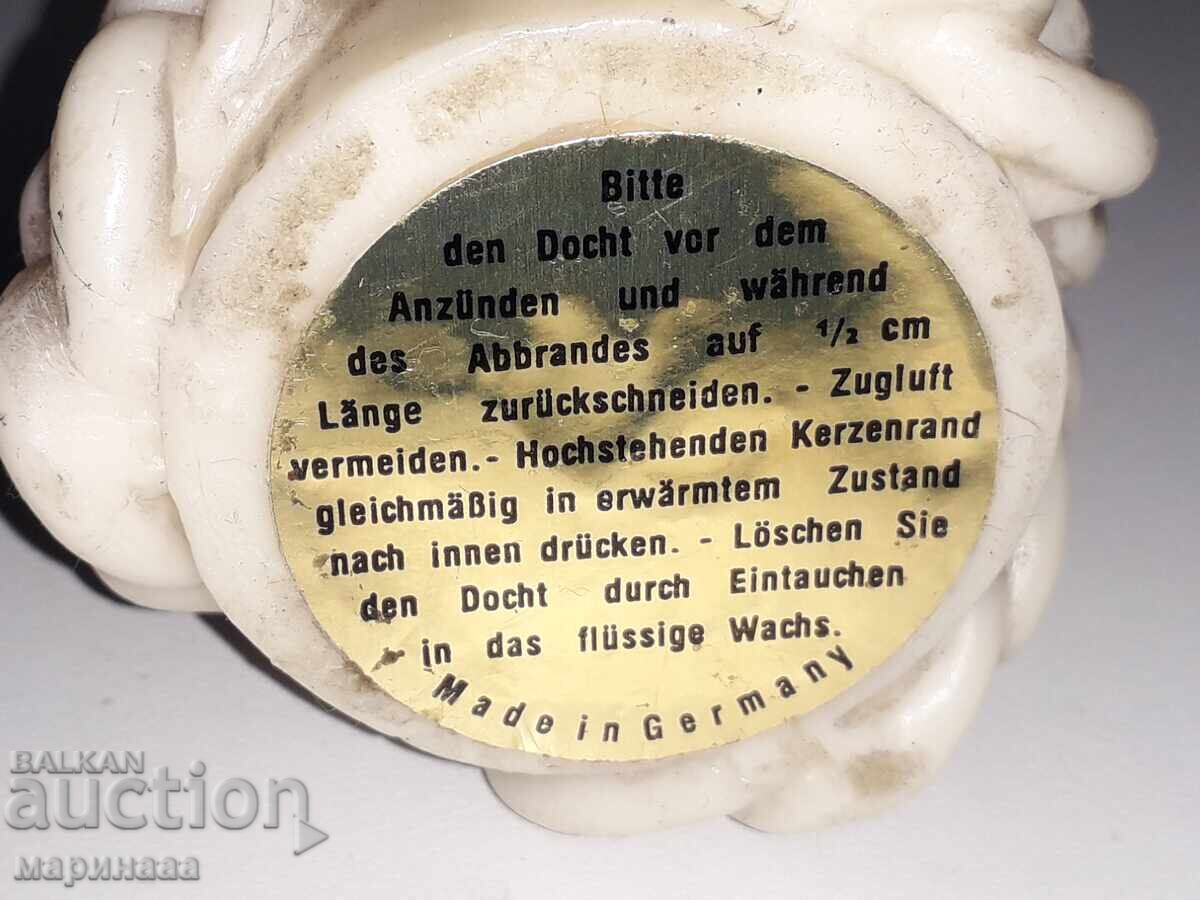 Bitte
den Docht vor dem
Anzünden und während
des Abbrandes auf 1/2 cm
Länge zurückschneiden. - Zugluft
vermeiden.- Hochstehenden Kerzenrand
gleichmäßig in erwärmtem Zustand
nach innen drücken. - Löschen Sie
den Docht durch Eintauchen
in das flüssige Wachs.
Made in Germany
BALKAN
auction
маринааа